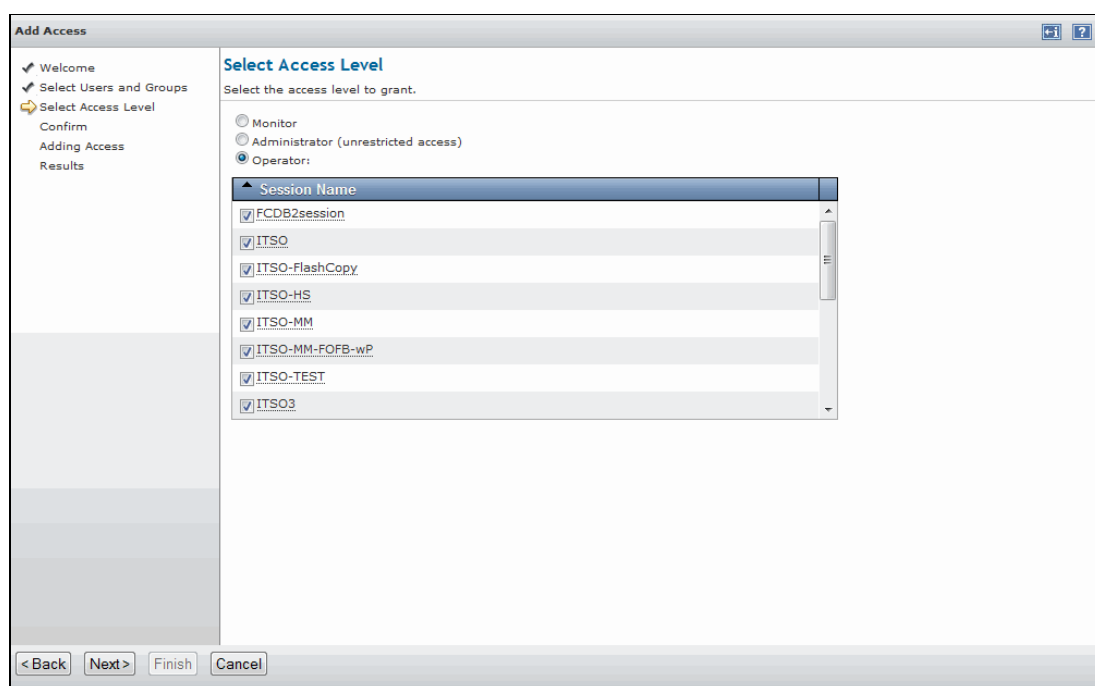 Add Access
Welcome
Select Users and Groups
Select Access Level
Confirm
Adding Access
Results
Select Access Level
Select the access level to grant.
Monitor
Administrator (unrestricted access)
Operator:
Session Name
FCDB2session
ITSO
ITSO-FlashCopy
ITSO-HS
ITSO-MM
ITSO-MM-FOFB-wP
ITSO-TEST
ITSO3
< Back Next > Finish Cancel